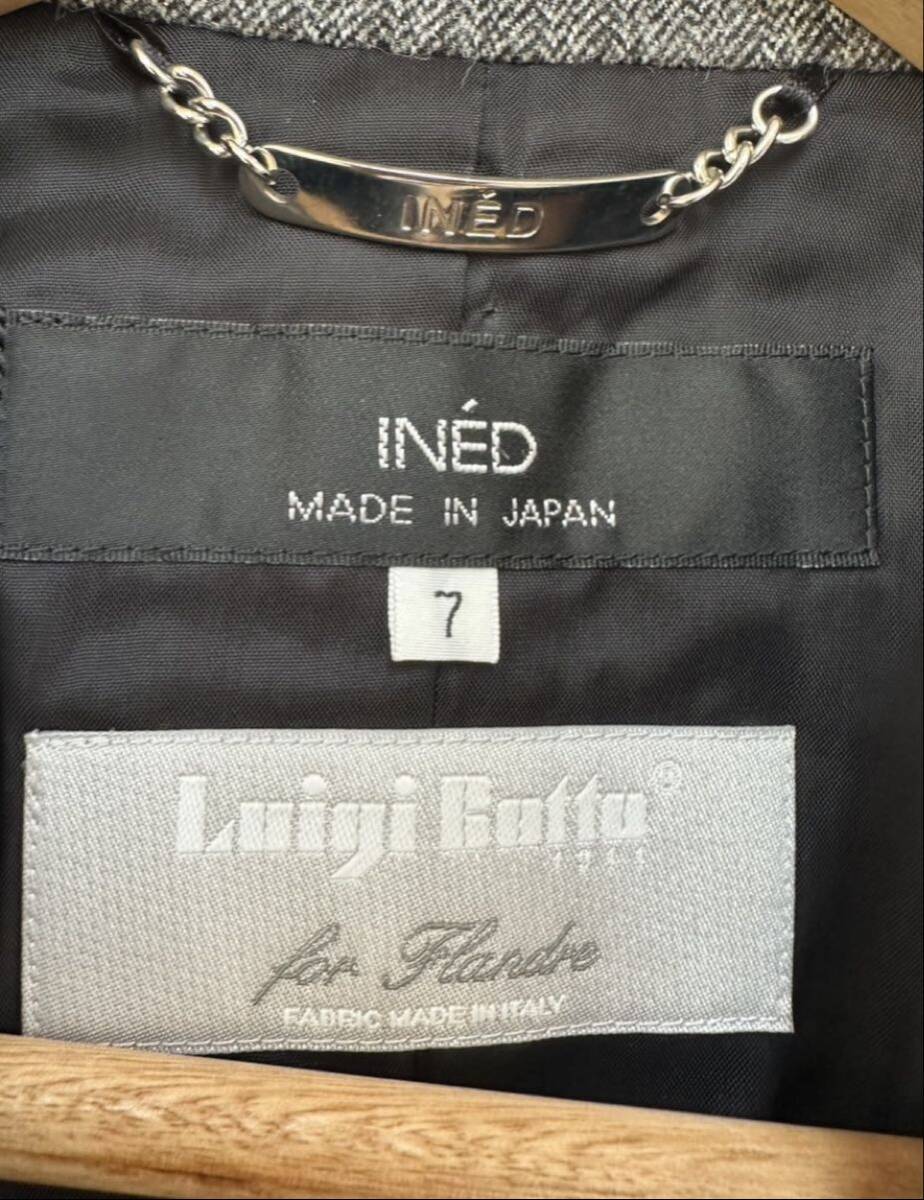 INÉD
INÉD
MADE IN JAPAN
7
Luigi Botto®
for Flandre
FABRIC MADE IN ITALY